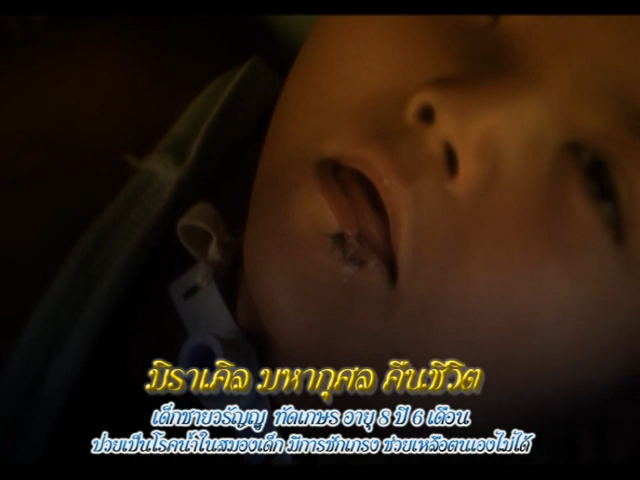 มิราเคิล มหากุศล คืนชีวิต
เด็กชายวรัญญู ทัดเกษร อายุ 8 ปี 6 เดือน
ป่วยเป็นโรคน้ำในสมองเด็ก มีการชักเกรง ช่วยเหลือตนเองไม่ได้